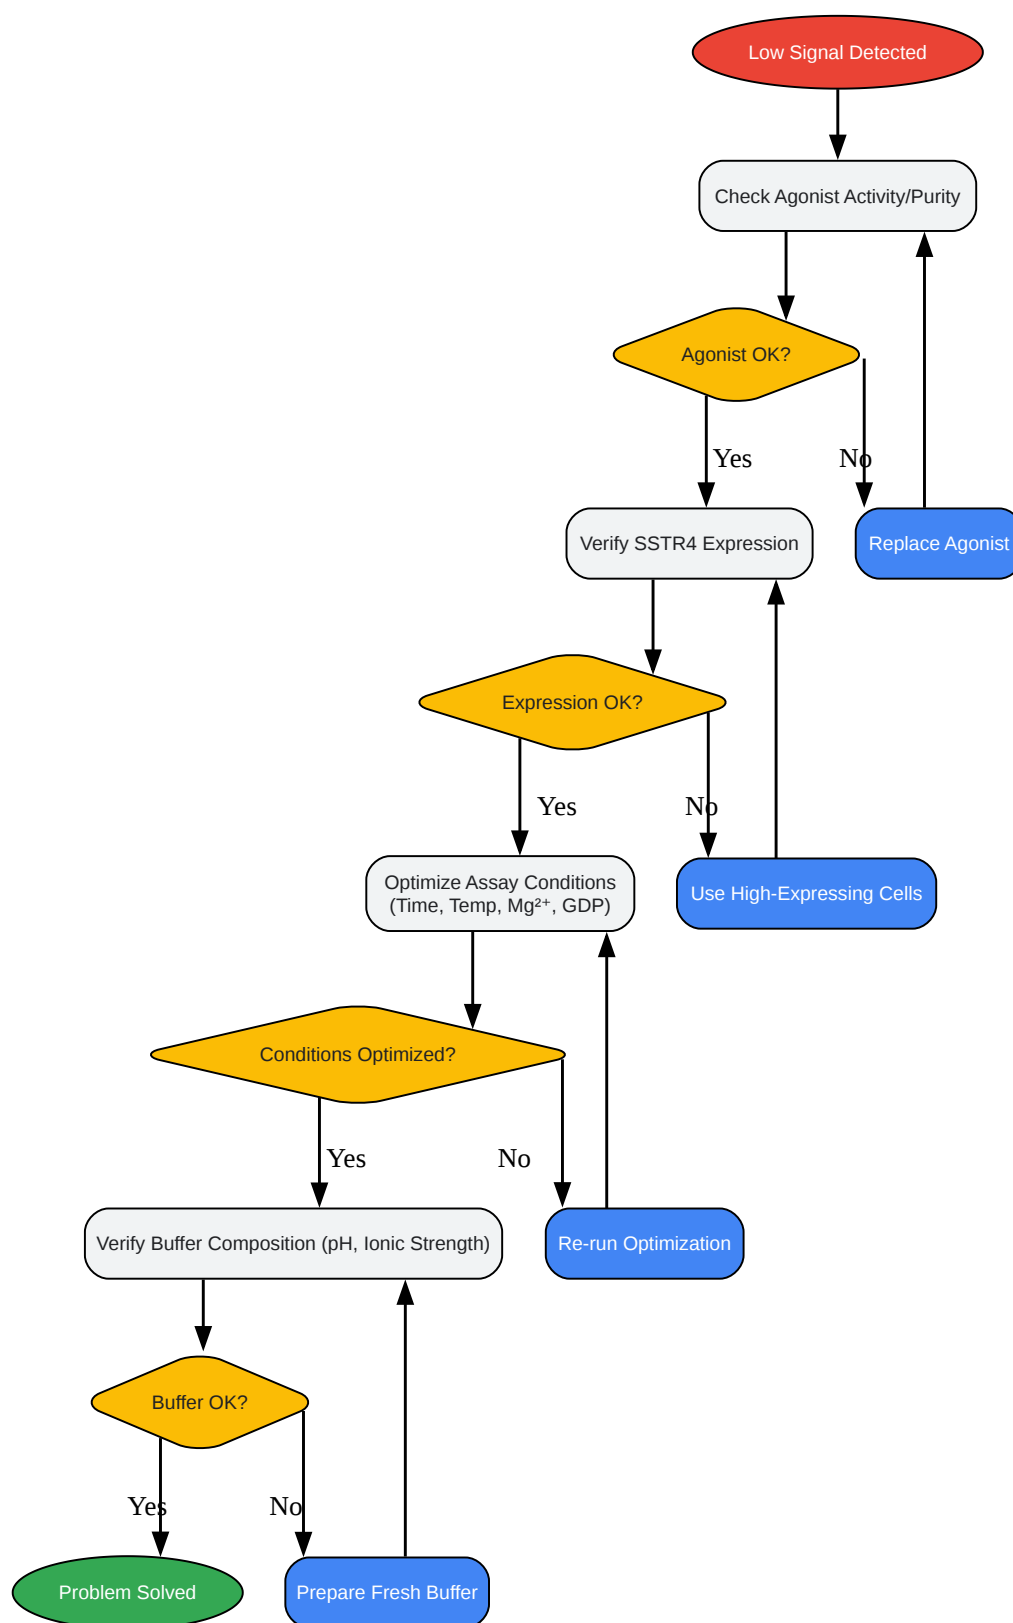 Low Signal Detected
Check Agonist Activity/Purity
Agonist OK?
Yes
No
Verify SSTR4 Expression
Replace Agonist
Expression OK?
Yes
No
Optimize Assay Conditions
(Time, Temp, Mg²⁺, GDP)
Use High-Expressing Cells
Conditions Optimized?
Yes
No
Verify Buffer Composition (pH, Ionic Strength)
Re-run Optimization
Buffer OK?
Yes
No
Problem Solved
Prepare Fresh Buffer